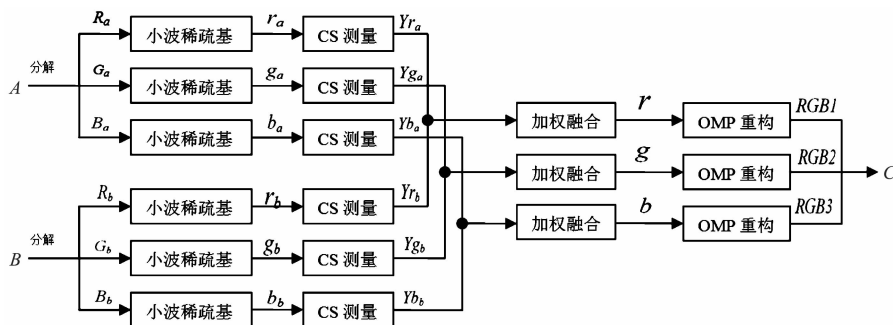 A 分解 R_a 小波稀疏基 r_a CS 测量 Yr_a
G_a 小波稀疏基 g_a CS 测量 Yg_a
B_a 小波稀疏基 b_a CS 测量 Yb_a
加权融合 r OMP 重构 RGB1
加权融合 g OMP 重构 RGB2 C
加权融合 b OMP 重构 RGB3
B 分解 R_b 小波稀疏基 r_b CS 测量 Yr_b
G_b 小波稀疏基 g_b CS 测量 Yg_b
B_b 小波稀疏基 b_b CS 测量 Yb_b